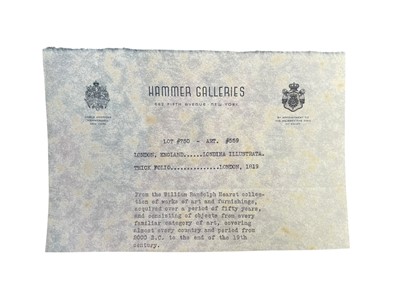 HAMMER GALLERIES
FIFTH AVENUE · NEW YORK
LOT #750 - ART. #559
LONDON, ENGLAND......LONDINA ILLUSTRATA.
THICK FOLIO...............LONDON, 1819
From the William Randolph Hearst collec-
tion of works of art and furnishings,
acquired over a period of fifty years,
and consisting of objects from every
familiar category of art, covering
almost every country and period from
3000 B.C. to the end of the 19th
century.